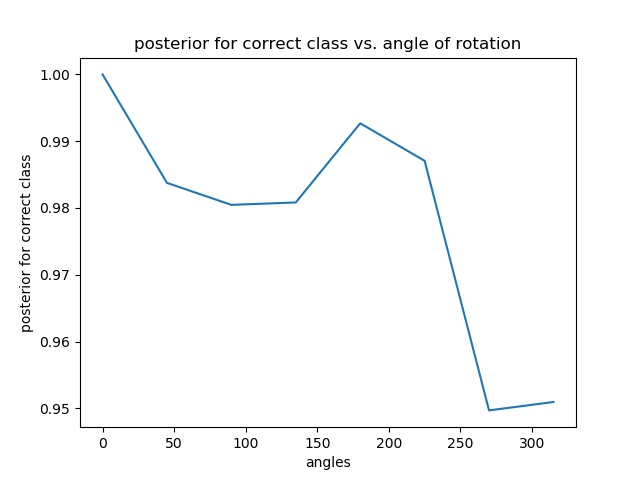 posterior for correct class vs. angle of rotation
1.00
0.99
0.98
0.97
0.96
0.95
posterior for correct class
0 50 100 150 200 250 300
angles